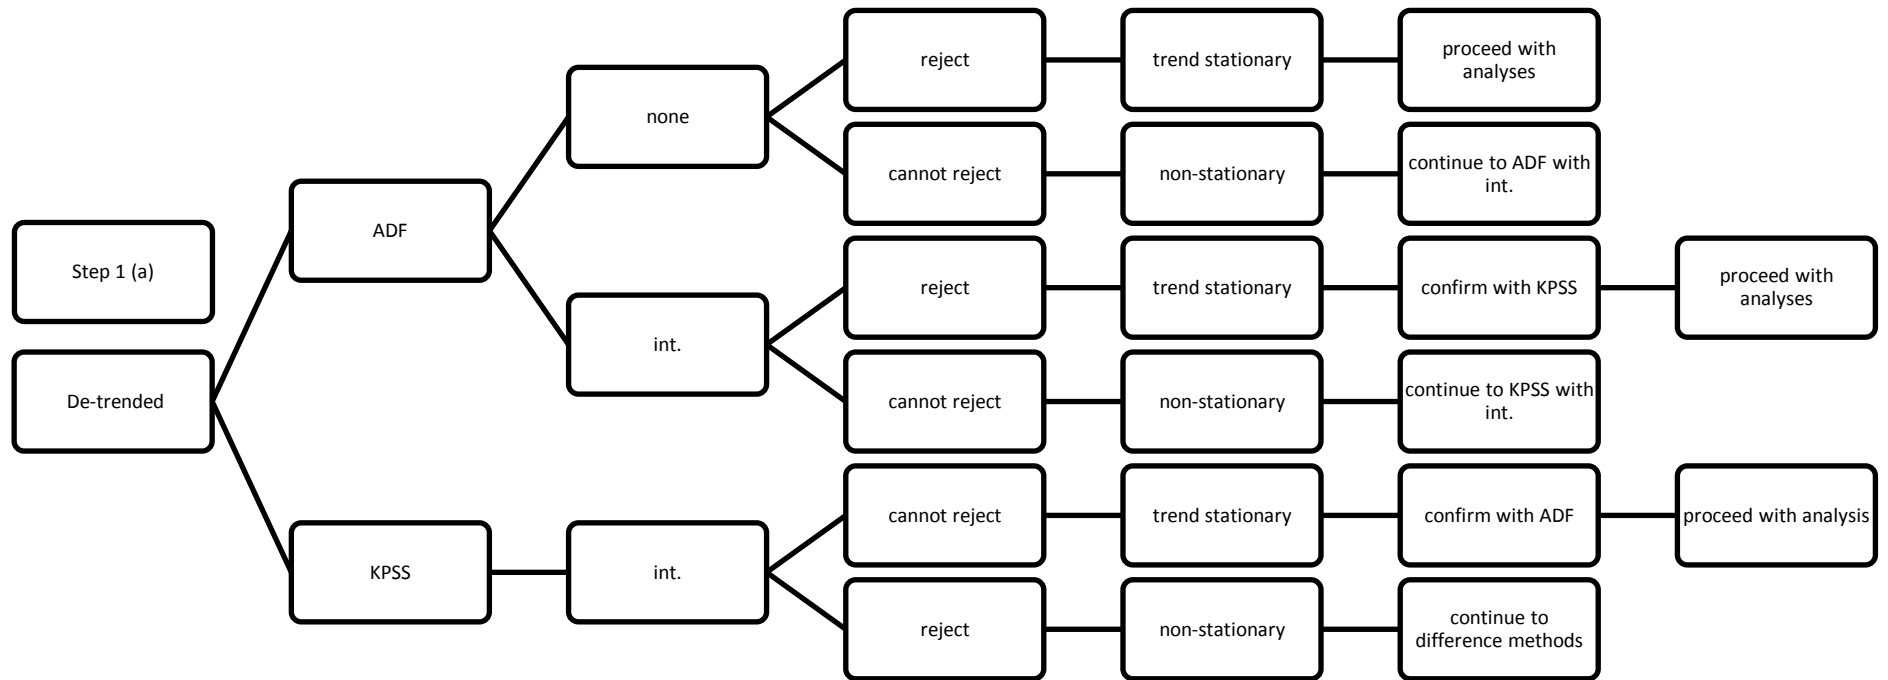 Step 1 (a)
De-trended
ADF
none
reject
trend stationary
proceed with
analyses
cannot reject
non-stationary
continue to ADF with
int.
int.
reject
trend stationary
confirm with KPSS
proceed with
analyses
cannot reject
non-stationary
continue to KPSS with
int.
KPSS
int.
cannot reject
trend stationary
confirm with ADF
proceed with analysis
reject
non-stationary
continue to
difference methods